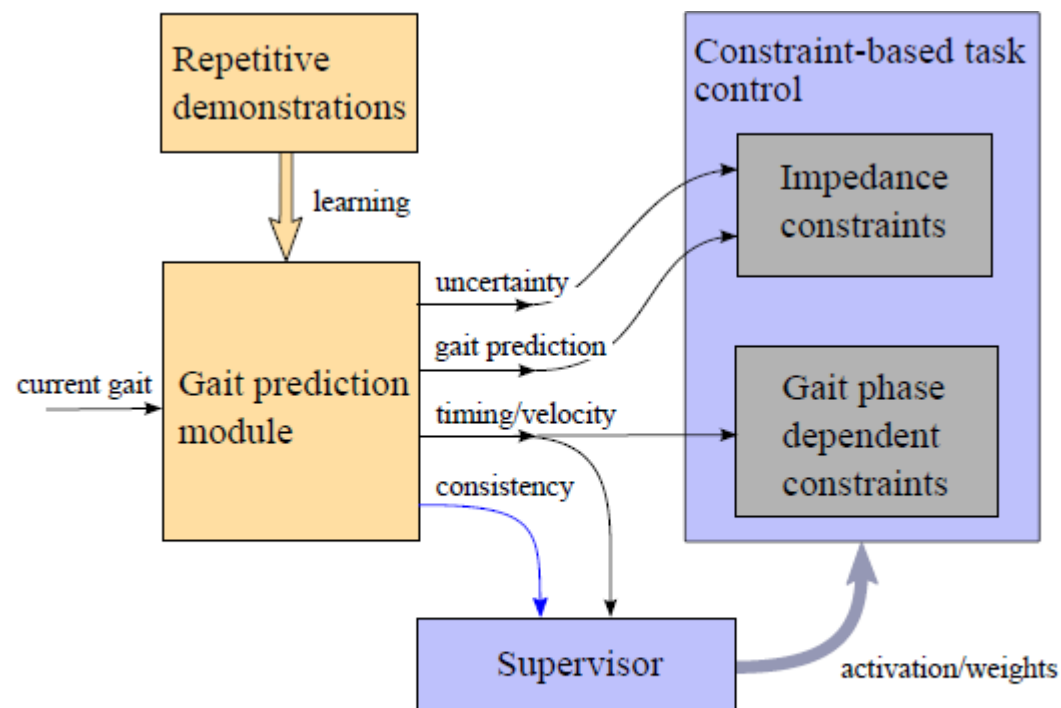 Repetitive
demonstrations
Constraint-based task
control
Impedance
constraints
learning
uncertainty
gait prediction
current gait
Gait prediction
module
timing/velocity
consistency
Gait phase
dependent
constraints
Supervisor
activation/weights